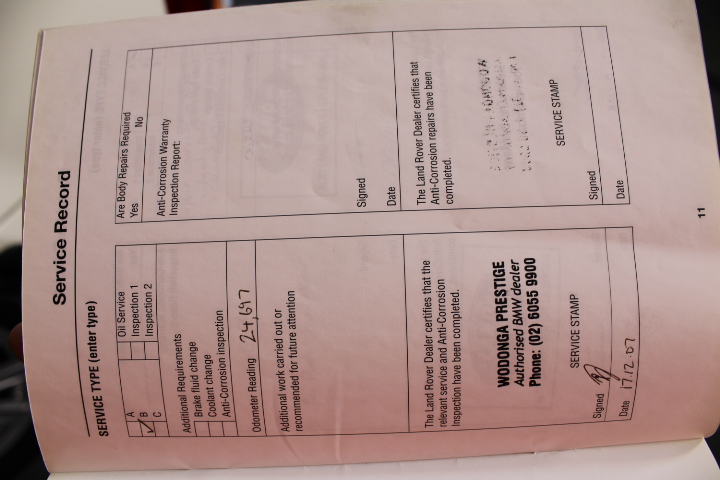 Service Record
SERVICE TYPE (enter type)
A Oil Service
B Inspection 1
C Inspection 2
Additional Requirements
Brake fluid change
Coolant change
Anti-Corrosion inspection
Odometer Reading 24,697
Additional work carried out or
recommended for future attention
The Land Rover Dealer certifies that the
relevant service and Anti-Corrosion
Inspection have been completed.
WODONGA PRESTIGE
Authorised BMW dealer
Phone: (02) 6055 9900
SERVICE STAMP
Signed
Date 17.12.07
Are Body Repairs Required
Yes No
Anti-Corrosion Warranty
Inspection Report:
Signed
Date
The Land Rover Dealer certifies that
Anti-Corrosion repairs have been
completed.
SERVICE STAMP
Signed
Date
11